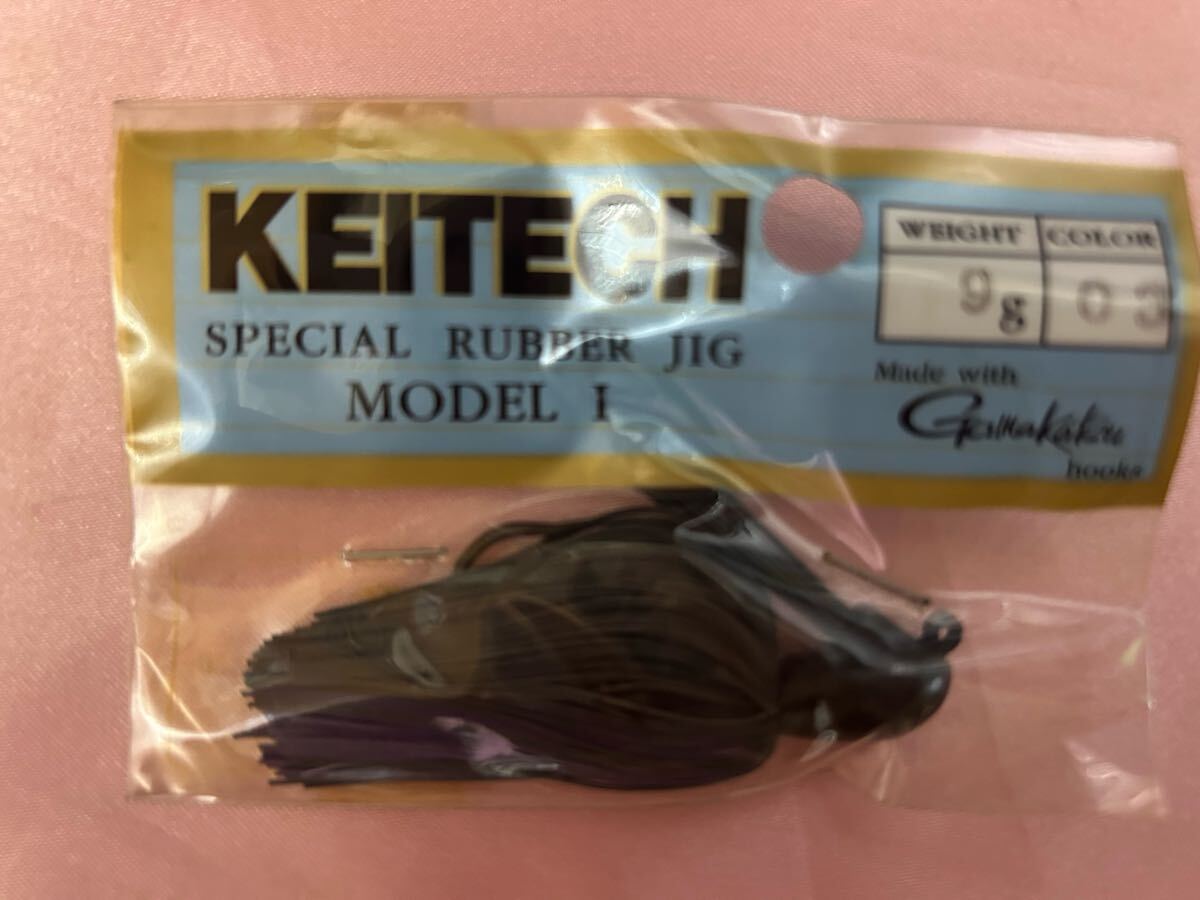 KEITECH
SPECIAL RUBBER JIG
MODEL I
WEIGHT COLOR
9g 03
Made with
Gamakatsu
hooks